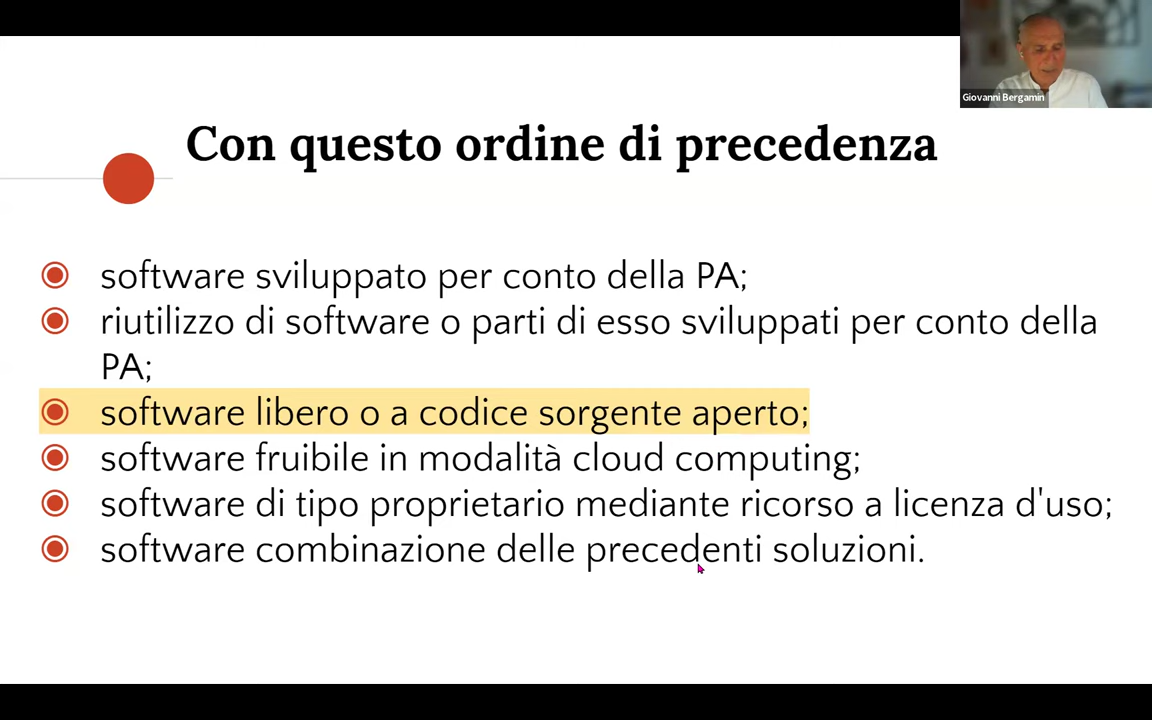 Giovanni Bergamin
Con questo ordine di precedenza
software sviluppato per conto della PA;
riutilizzo di software o parti di esso sviluppati per conto della
PA;
software libero o a codice sorgente aperto;
software fruibile in modalità cloud computing;
software di tipo proprietario mediante ricorso a licenza d'uso;
software combinazione delle precedenti soluzioni.